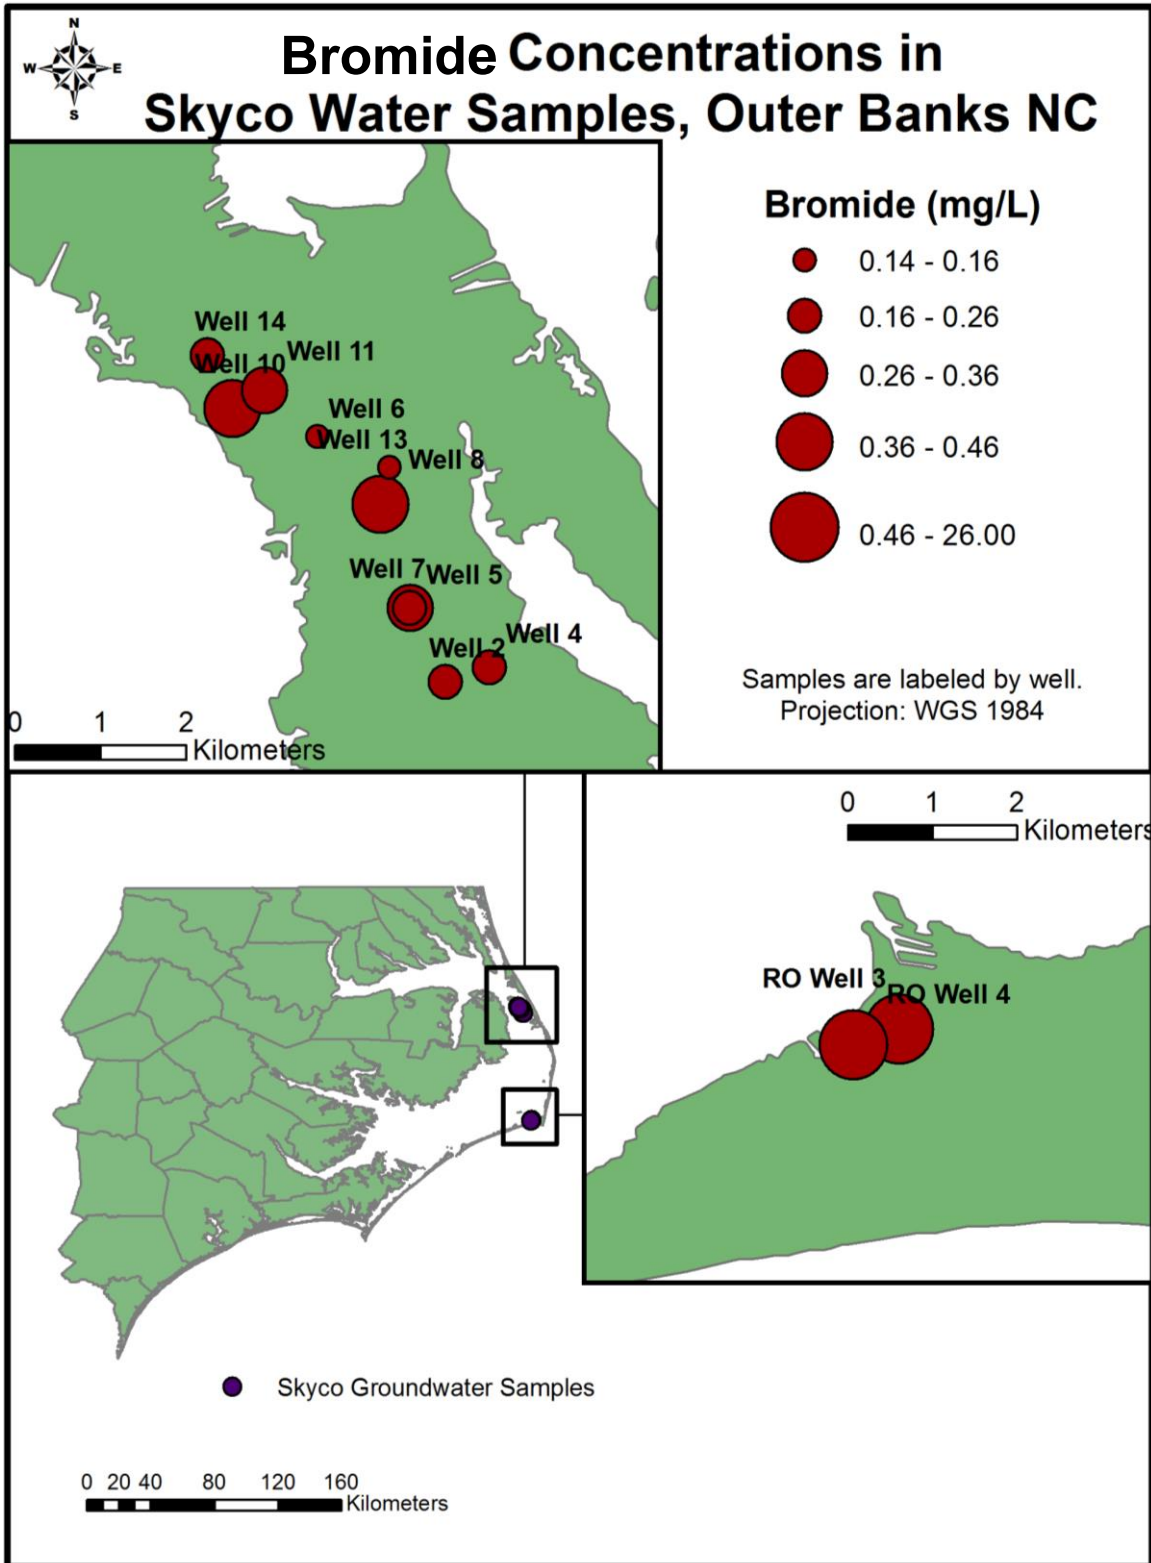 N
W E
S
Bromide Concentrations in
Skyco Water Samples, Outer Banks NC
Well 14
Well 10
Well 11
Well 6
Well 13
Well 8
Well 7
Well 5
Well 2
Well 4
0 1 2
Kilometers
Bromide (mg/L)
0.14 - 0.16
0.16 - 0.26
0.26 - 0.36
0.36 - 0.46
0.46 - 26.00
Samples are labeled by well.
Projection: WGS 1984
0 1 2
Kilometers
RO Well 3
RO Well 4
Skyco Groundwater Samples
0 20 40 80 120 160
Kilometers